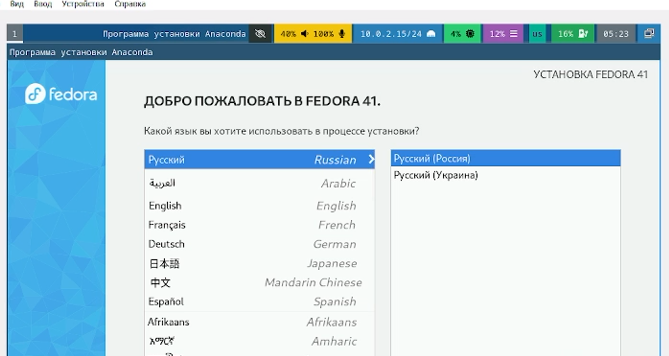 Вид Ввод Устройства Справка
1 Программа установки Anaconda 40% 100% 10.0.2.15/24 4% 12% us 16% 05:23
Программа установки Anaconda
fedora
УСТАНОВКА FEDORA 41
ДОБРО ПОЖАЛОВАТЬ В FEDORA 41.
Какой язык вы хотите использовать в процессе установки?
Русский Russian Русский (Россия)
العربية Arabic Русский (Украина)
English English
Français French
Deutsch German
日本語 Japanese
中文 Mandarin Chinese
Español Spanish
Afrikaans Afrikaans
አማርኛ Amharic